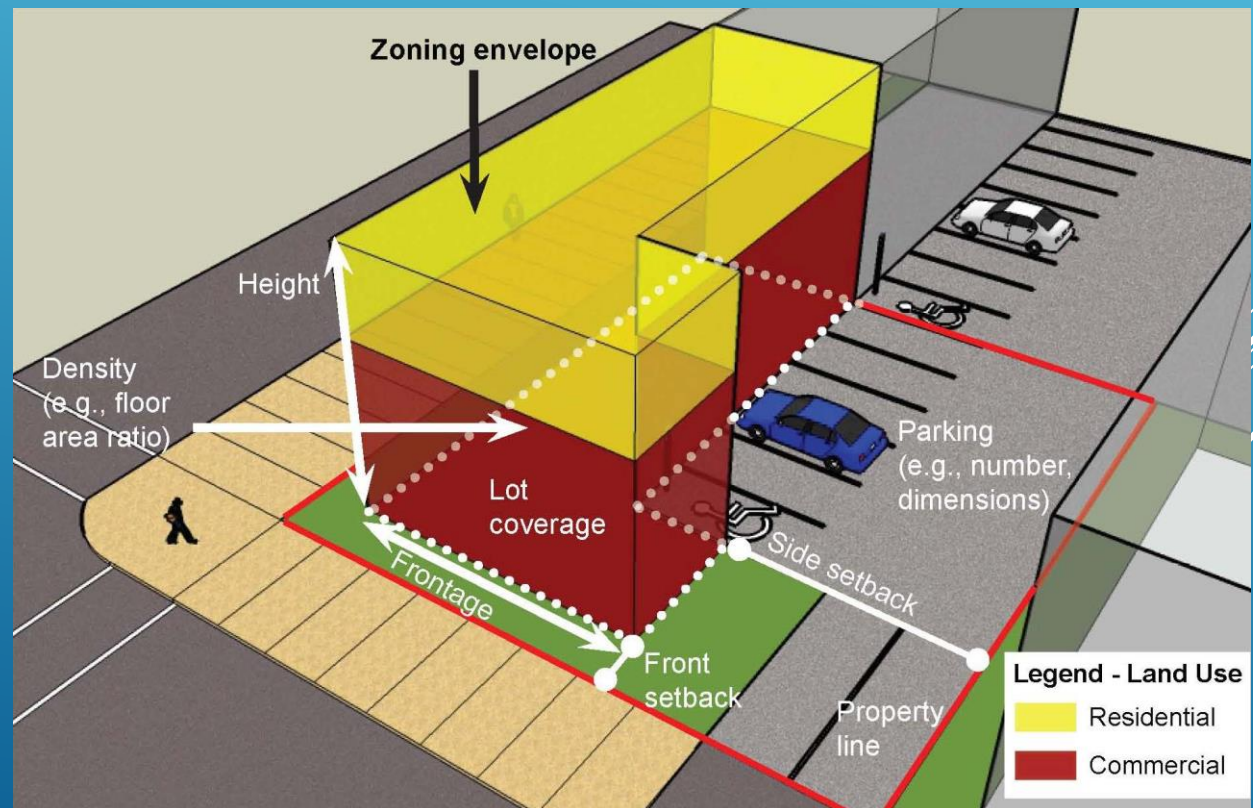 Zoning envelope
Height
Density
(e g., floor
area ratio)
Lot
coverage
Parking
(e.g., number,
dimensions)
Frontage
Side setback
Front
setback
Property
line
Legend - Land Use
Residential
Commercial